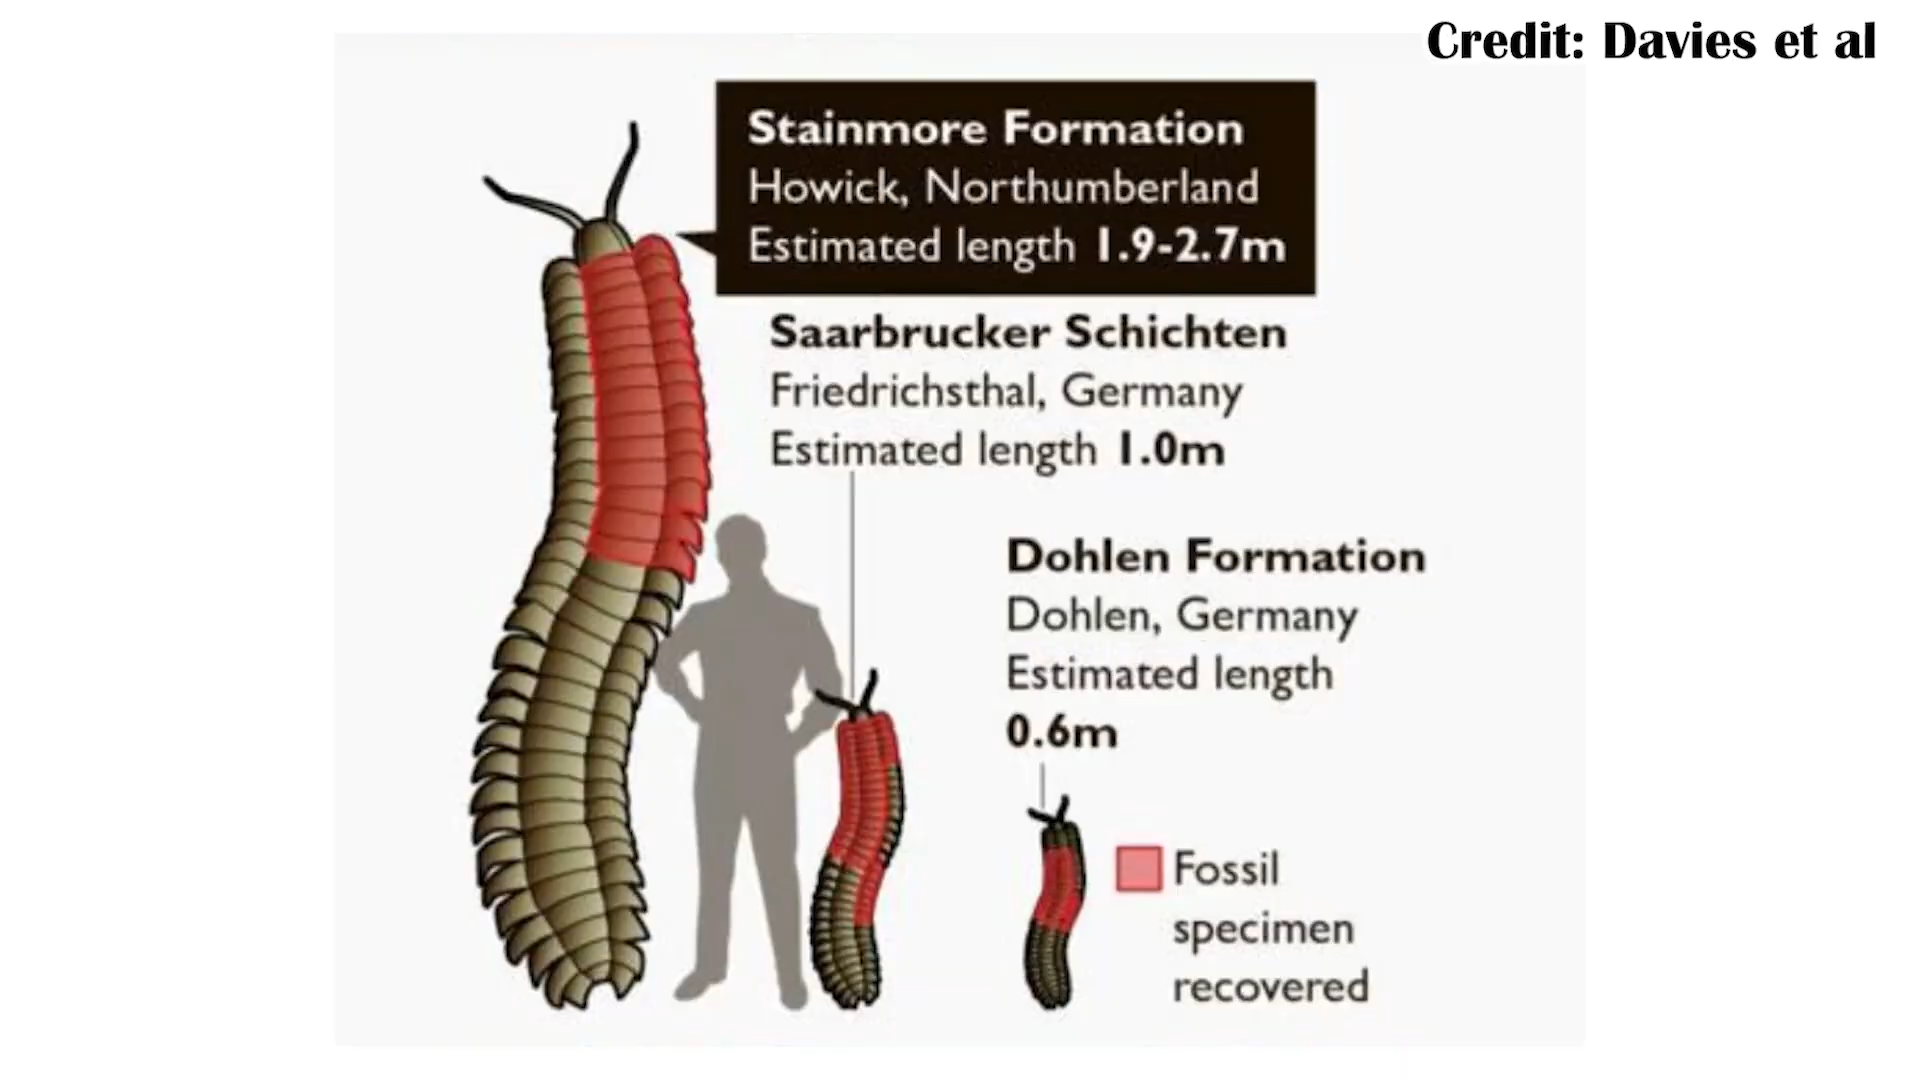 Credit: Davies et al
Stainmore Formation
Howick, Northumberland
Estimated length 1.9-2.7m
Saarbrucker Schichten
Friedrichsthal, Germany
Estimated length 1.0m
Dohlen Formation
Dohlen, Germany
Estimated length
0.6m
Fossil
specimen
recovered